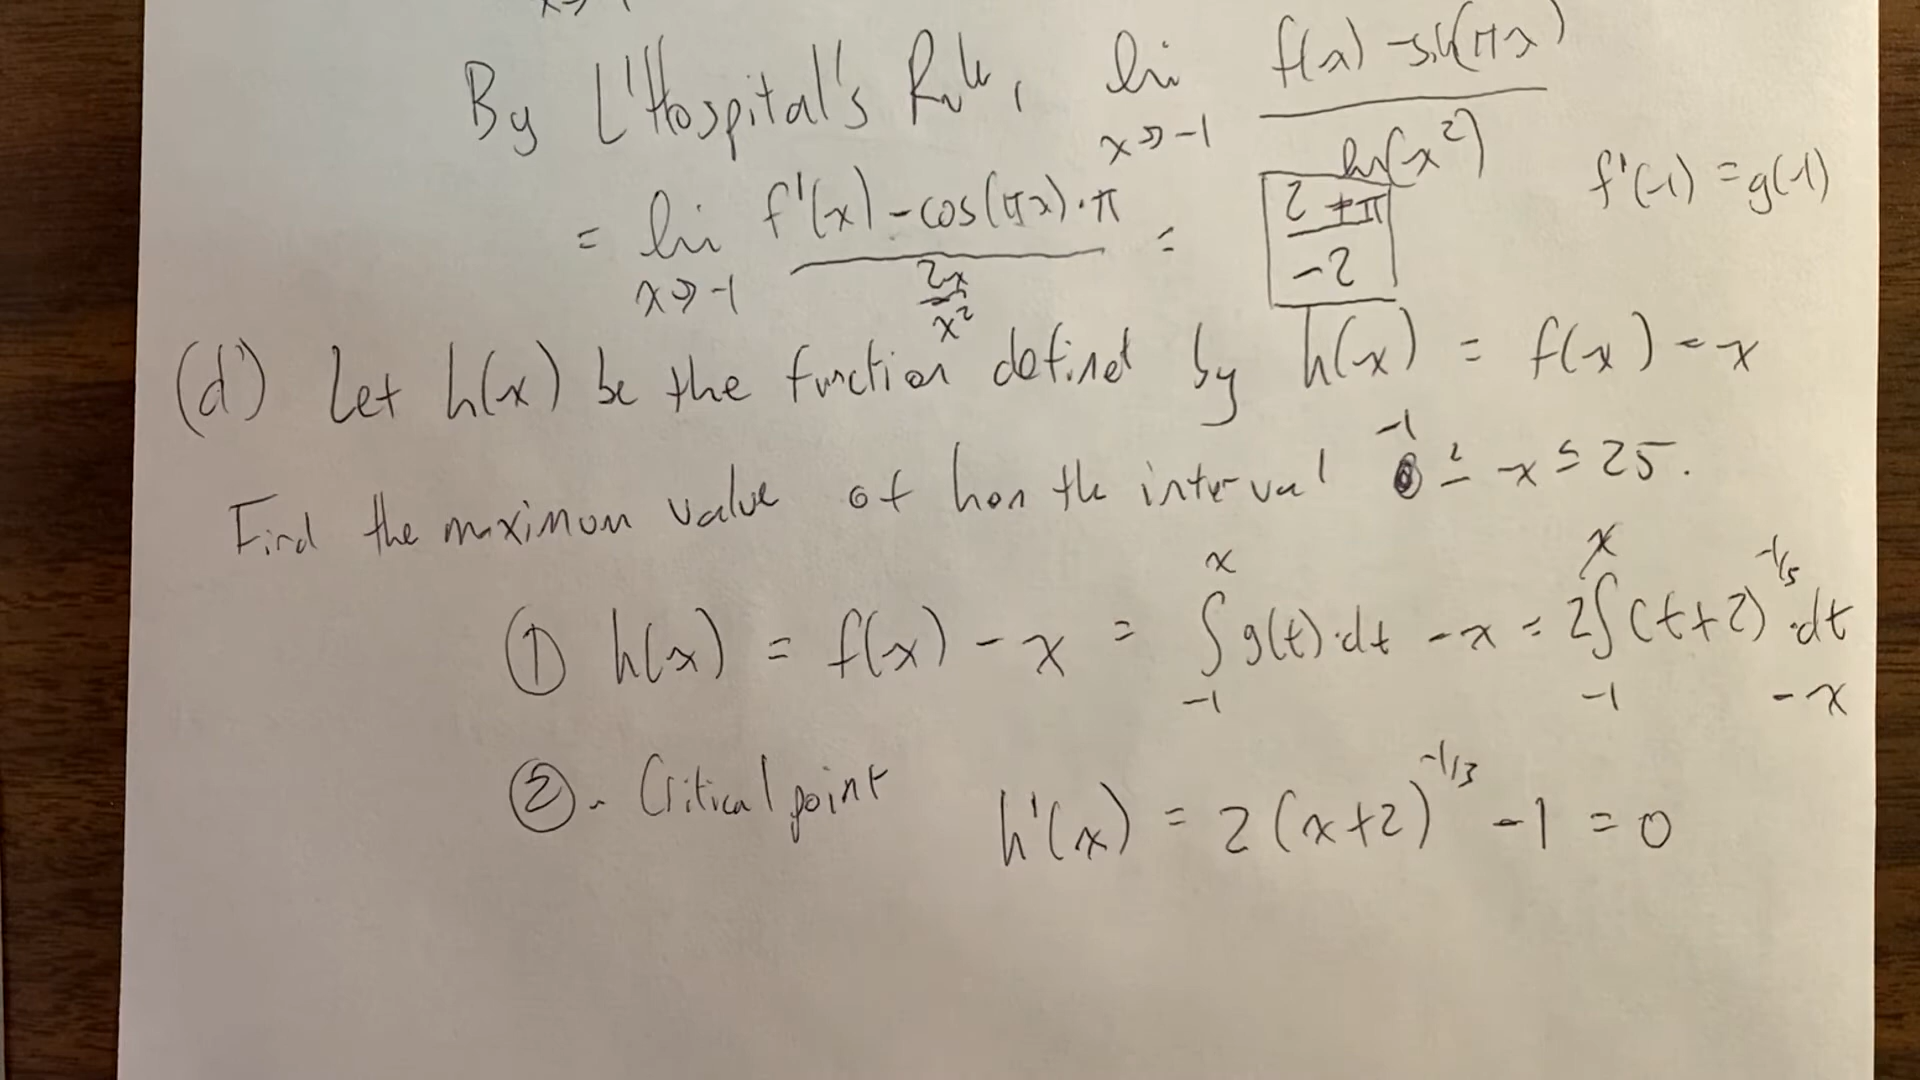 By L'Hospital's Rule, lim x→-1 f(x) - sin(πx) / ln(x²)
= lim x→-1 f'(x) - cos(πx)·π / (2x/x²) = (2+π)/-2 f'(-1) = g(-1)
(d) Let h(x) be the function defined by h(x) = f(x) - x
Find the maximum value of h on the interval -1 ≤ x ≤ 25.
① h(x) = f(x) - x = ∫₋₁ˣ g(t)·dt - x = 2∫₋₁ˣ (t+2)^(-1/3)·dt - x
②. Critical point h'(x) = 2(x+2)^(-1/3) - 1 = 0